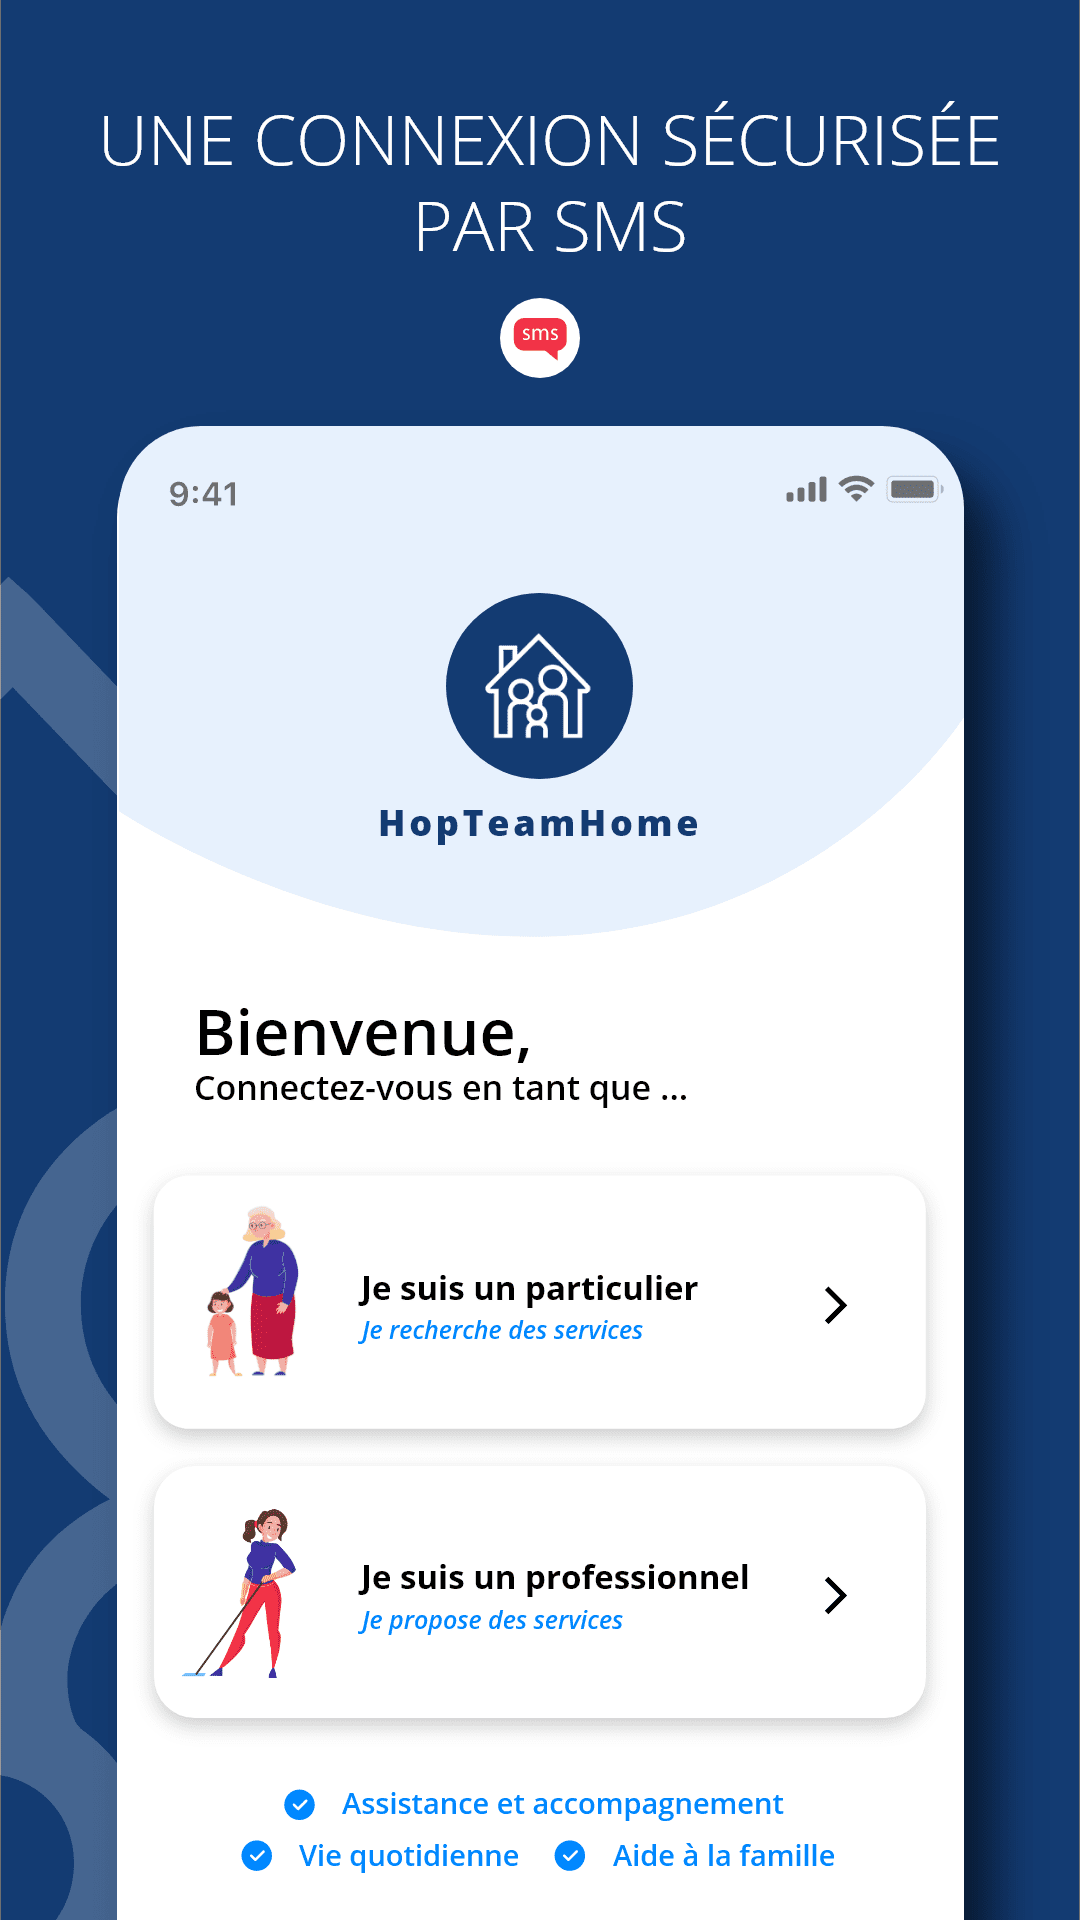 UNE CONNEXION SÉCURISÉE
PAR SMS
sms
9:41
HopTeamHome
Bienvenue,
Connectez-vous en tant que ...
Je suis un particulier
Je recherche des services
Je suis un professionnel
Je propose des services
Assistance et accompagnement
Vie quotidienne Aide à la famille